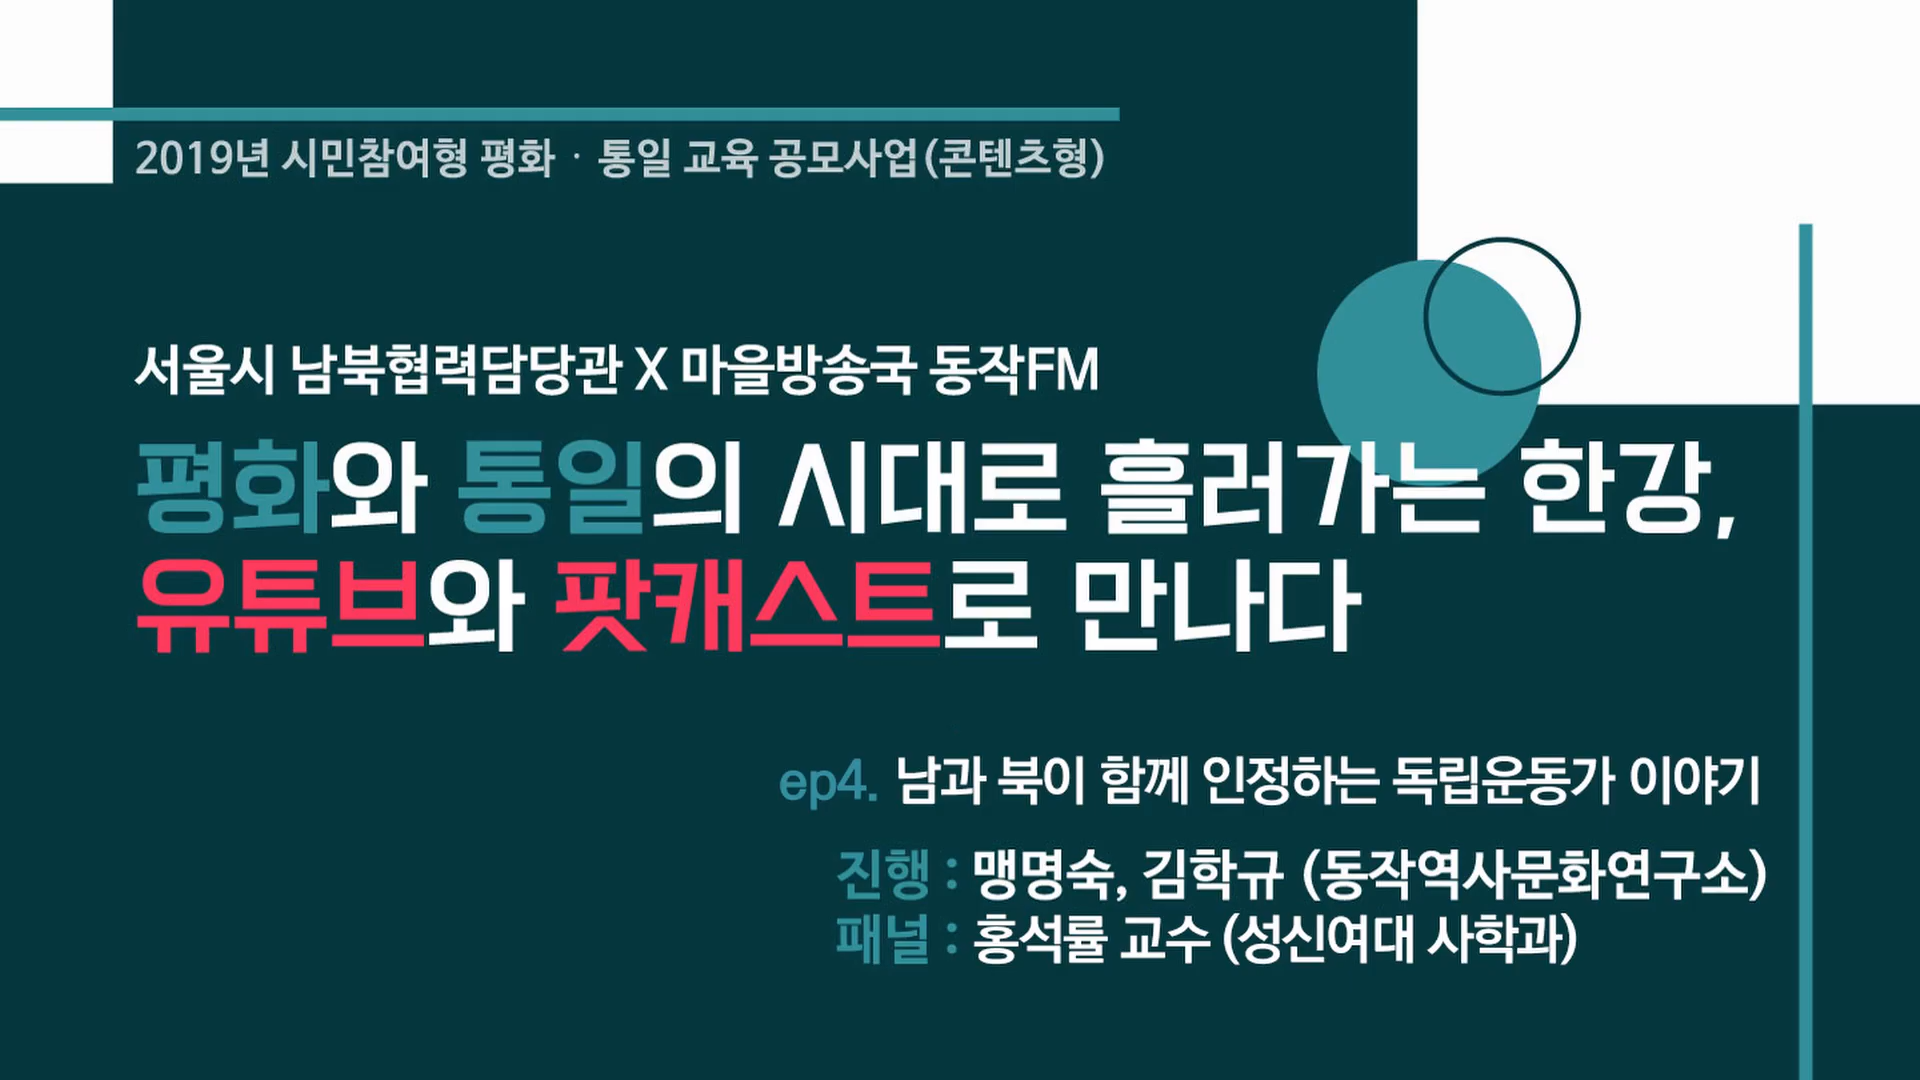 2019년 시민참여형 평화 · 통일 교육 공모사업(콘텐츠형)
서울시 남북협력담당관 X 마을방송국 동작FM
평화와 통일의 시대로 흘러가는 한강,
유튜브와 팟캐스트로 만나다
ep4. 남과 북이 함께 인정하는 독립운동가 이야기
진행 : 맹명숙, 김학규 (동작역사문화연구소)
패널 : 홍석률 교수 (성신여대 사학과)